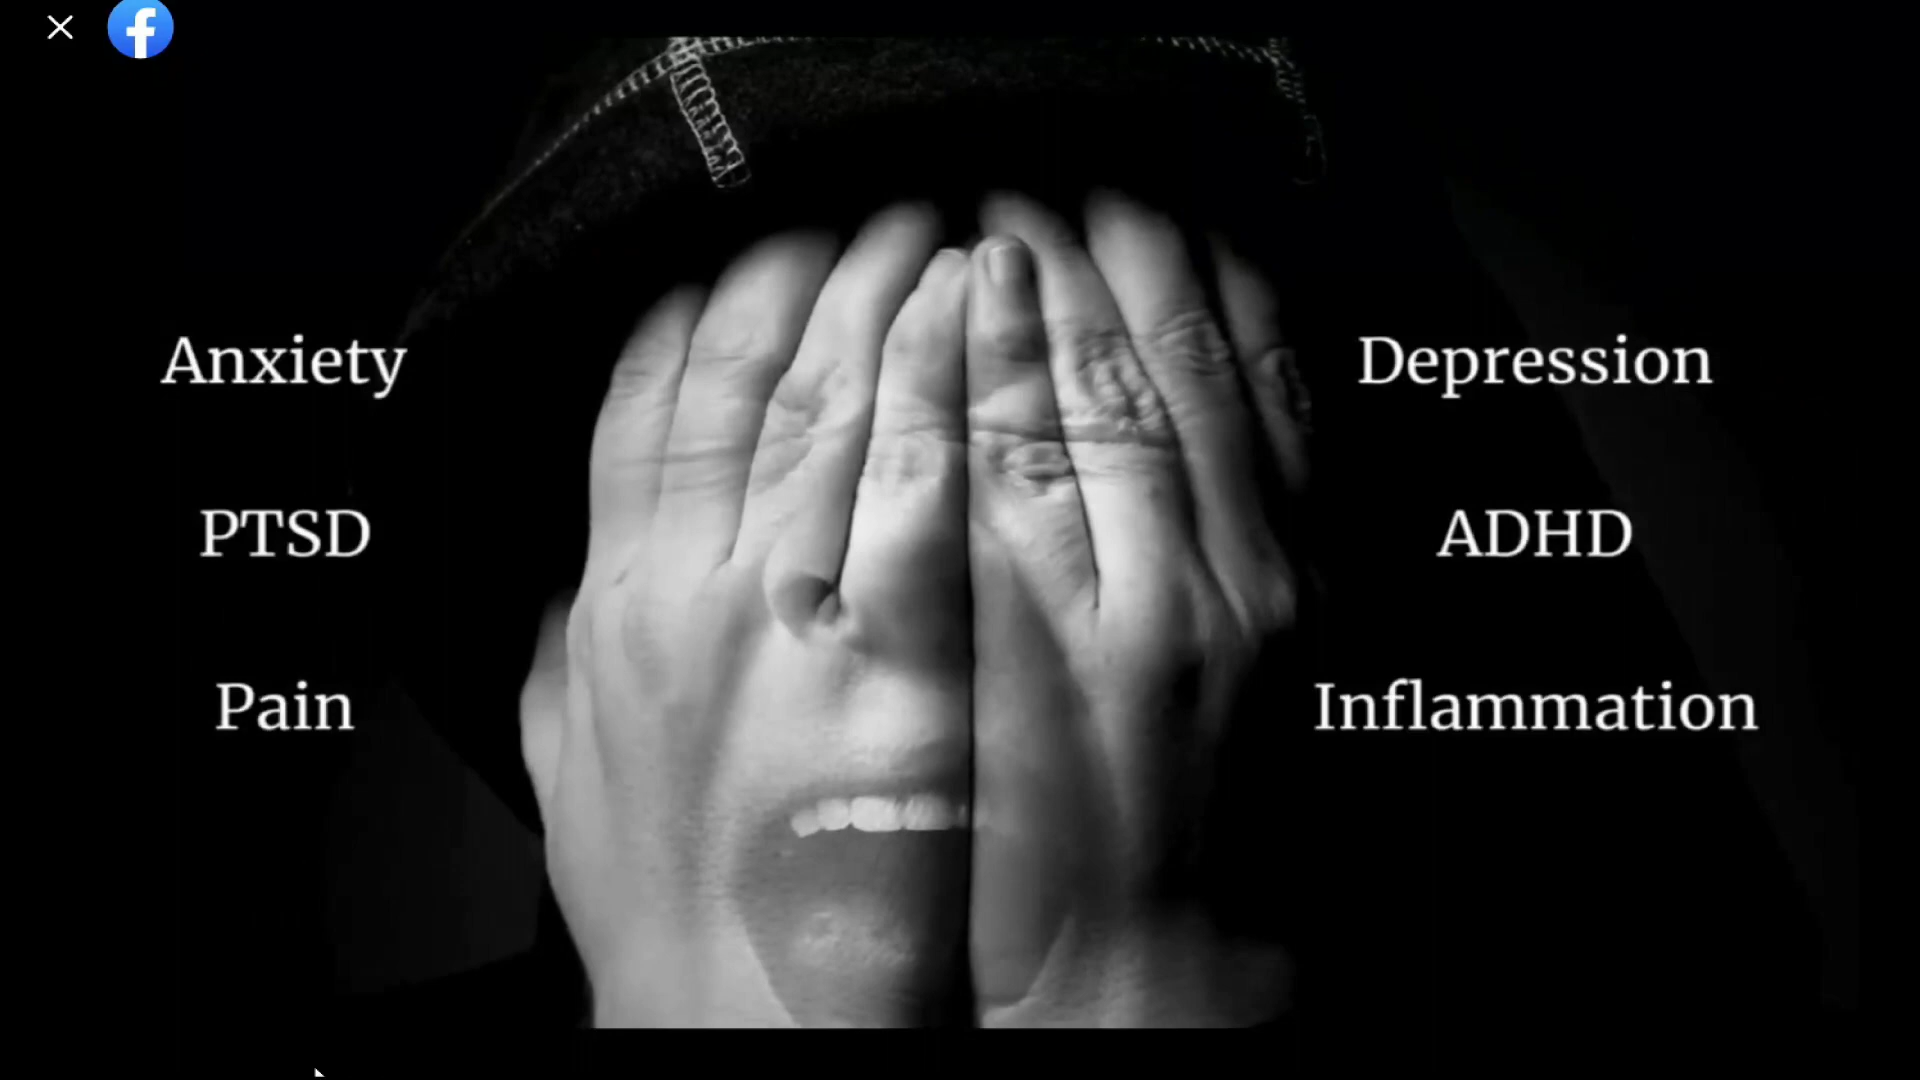 Anxiety
Depression
PTSD
ADHD
Pain
Inflammation